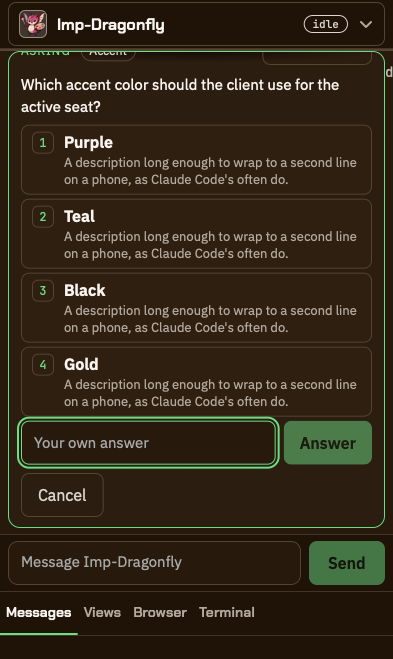 Imp-Dragonfly
idle
ASKING
Accent
d
Which accent color should the client use for the
active seat?
1
Purple
A description long enough to wrap to a second line
on a phone, as Claude Code's often do.
2
Teal
A description long enough to wrap to a second line
on a phone, as Claude Code's often do.
3
Black
A description long enough to wrap to a second line
on a phone, as Claude Code's often do.
4
Gold
A description long enough to wrap to a second line
on a phone, as Claude Code's often do.
Your own answer
Answer
Cancel
Message Imp-Dragonfly
Send
Messages Views Browser Terminal